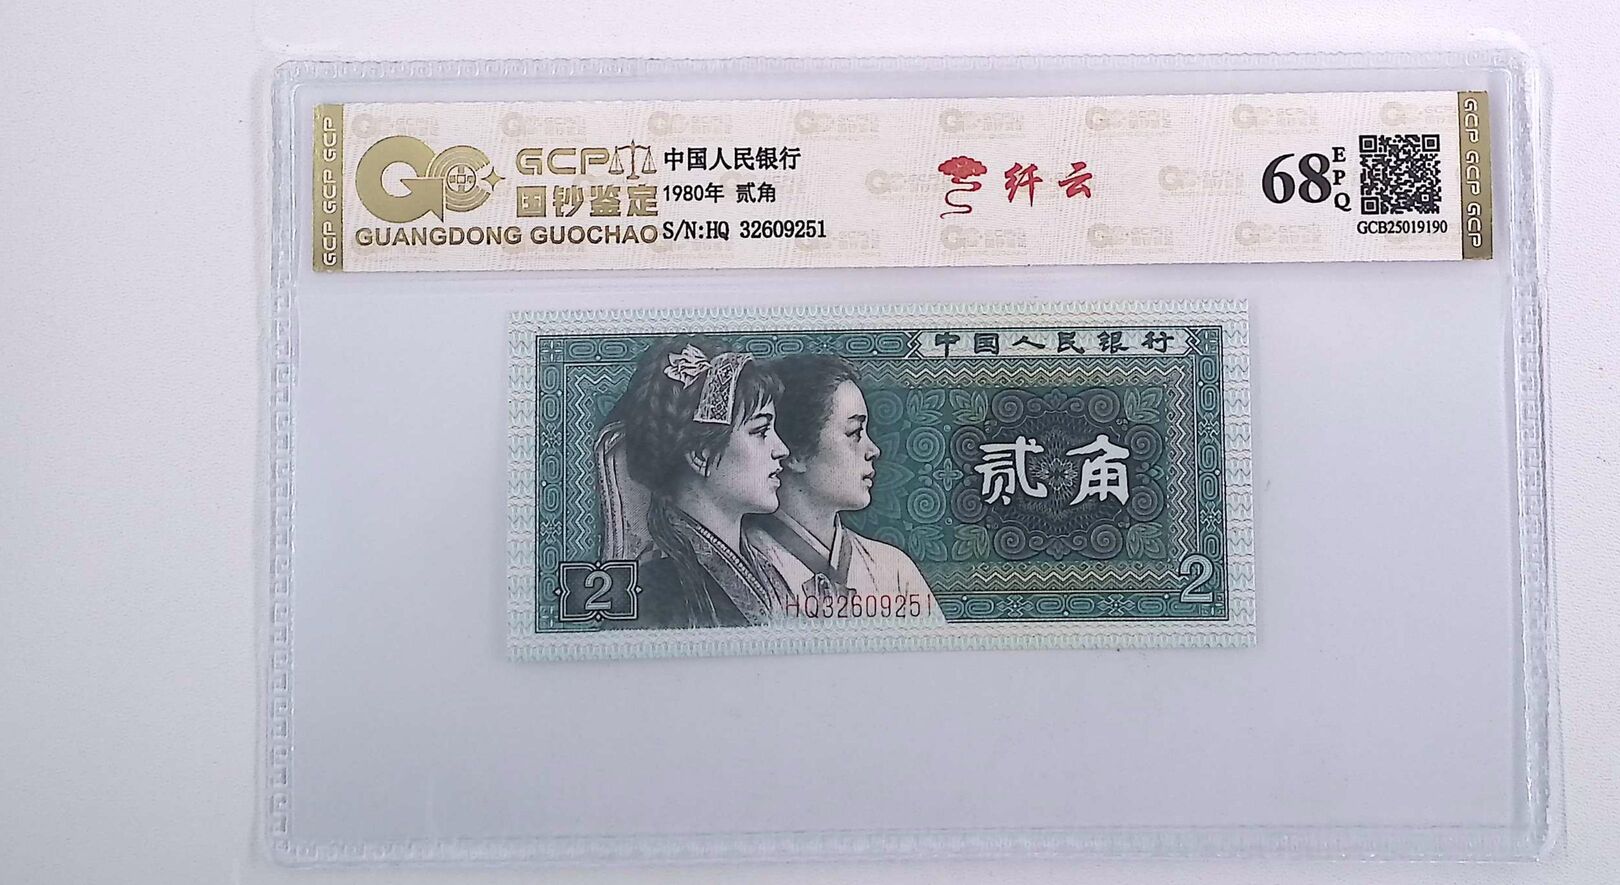 GCP GCP GCP
GCP
国钞鉴定
GUANGDONG GUOCHAO
中国人民银行
1980年 贰角
S/N:HQ 32609251
纤云
68
EPQ
GCB25019190
GCP GCP GCP
中国人民银行
贰角
2
2
HQ32609251